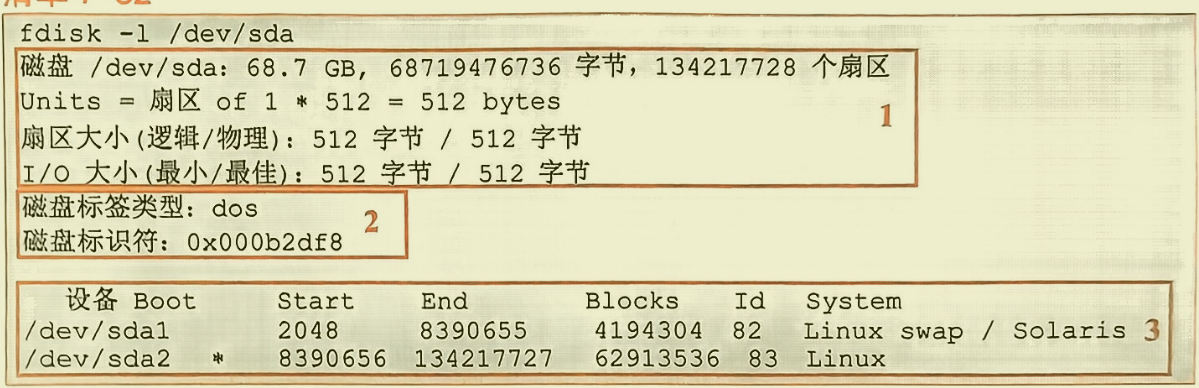 fdisk -l /dev/sda
磁盘 /dev/sda：68.7 GB, 68719476736 字节，134217728 个扇区
Units = 扇区 of 1 * 512 = 512 bytes
1
扇区大小(逻辑/物理)：512 字节 / 512 字节
I/O 大小(最小/最佳)：512 字节 / 512 字节
磁盘标签类型：dos
2
磁盘标识符：0x000b2df8
设备 Boot Start End Blocks Id System
/dev/sda1 2048 8390655 4194304 82 Linux swap / Solaris 3
/dev/sda2 * 8390656 134217727 62913536 83 Linux